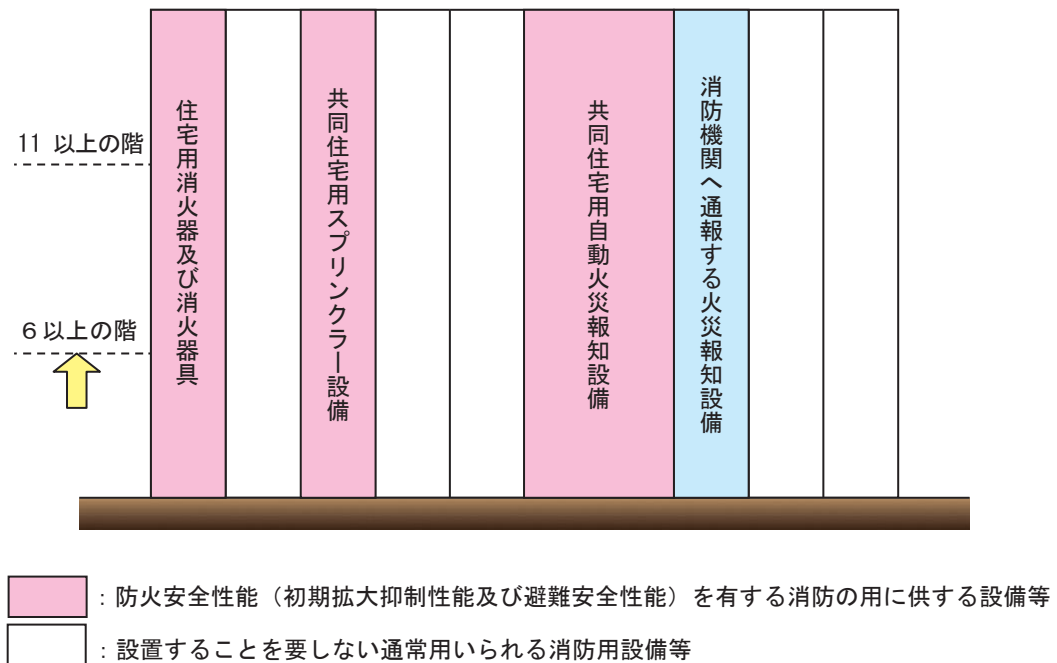 11 以上の階
6以上の階
住宅用消火器及び消火器具
共同住宅用スプリンクラー設備
共同住宅用自動火災報知設備
消防機関へ通報する火災報知設備
：防火安全性能（初期拡大抑制性能及び避難安全性能）を有する消防の用に供する設備等
：設置することを要しない通常用いられる消防用設備等